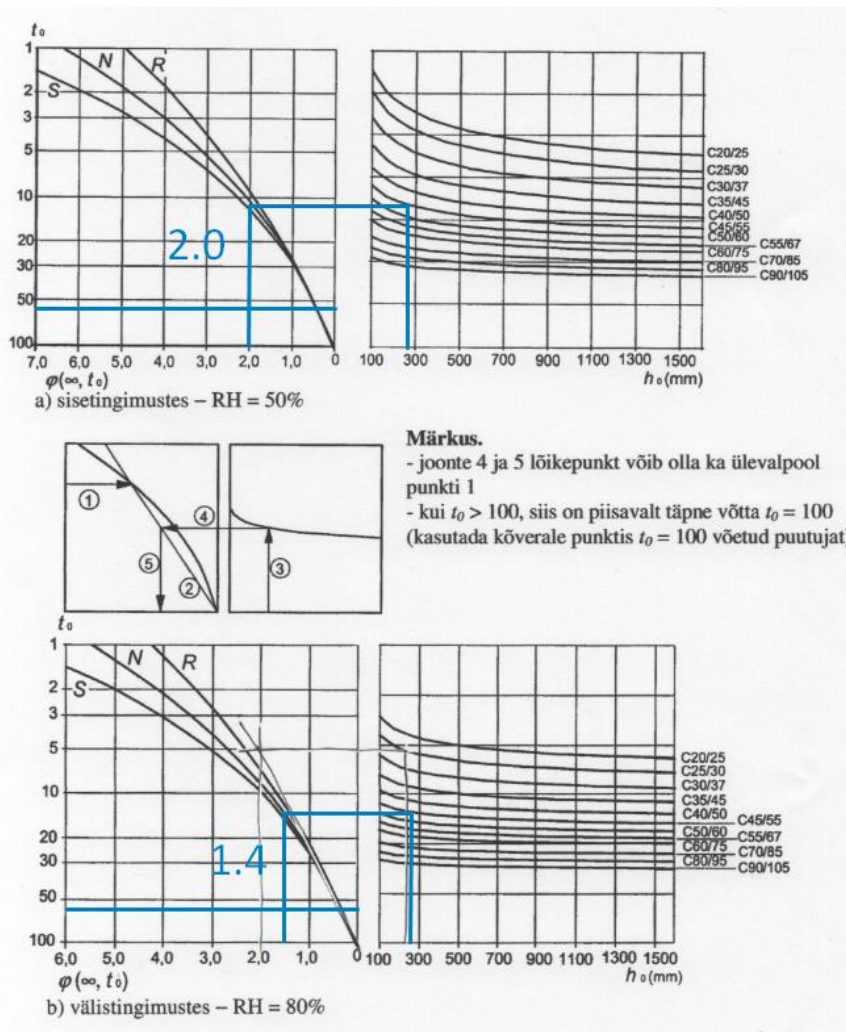 t₀
1
2
3
5
10
20
30
50
100
S
N
R
2.0
7,0 6,0 5,0 4,0 3,0 2,0 1,0 0
φ(∞, t₀)
C20/25
C25/30
C30/37
C35/45
C40/50
C45/55
C50/60
C55/67
C60/75
C70/85
C80/95
C90/105
100 300 500 700 900 1100 1300 1500
h₀(mm)
a) sisetingimustes – RH = 50%
① ② ③ ④ ⑤
Märkus.
- joonte 4 ja 5 lõikepunkt võib olla ka ülevalpool
punkti 1
- kui t₀ > 100, siis on piisavalt täpne võtta t₀ = 100
(kasutada kõverale punktis t₀ = 100 võetud puutujat
t₀
1
2
3
5
10
20
30
50
100
S
N
R
1.4
6,0 5,0 4,0 3,0 2,0 1,0 0
φ(∞, t₀)
C20/25
C25/30
C30/37
C35/45
C40/50
C45/55
C50/60
C55/67
C60/75
C70/85
C80/95
C90/105
100 300 500 700 900 1100 1300 1500
h₀(mm)
b) välistingimustes – RH = 80%